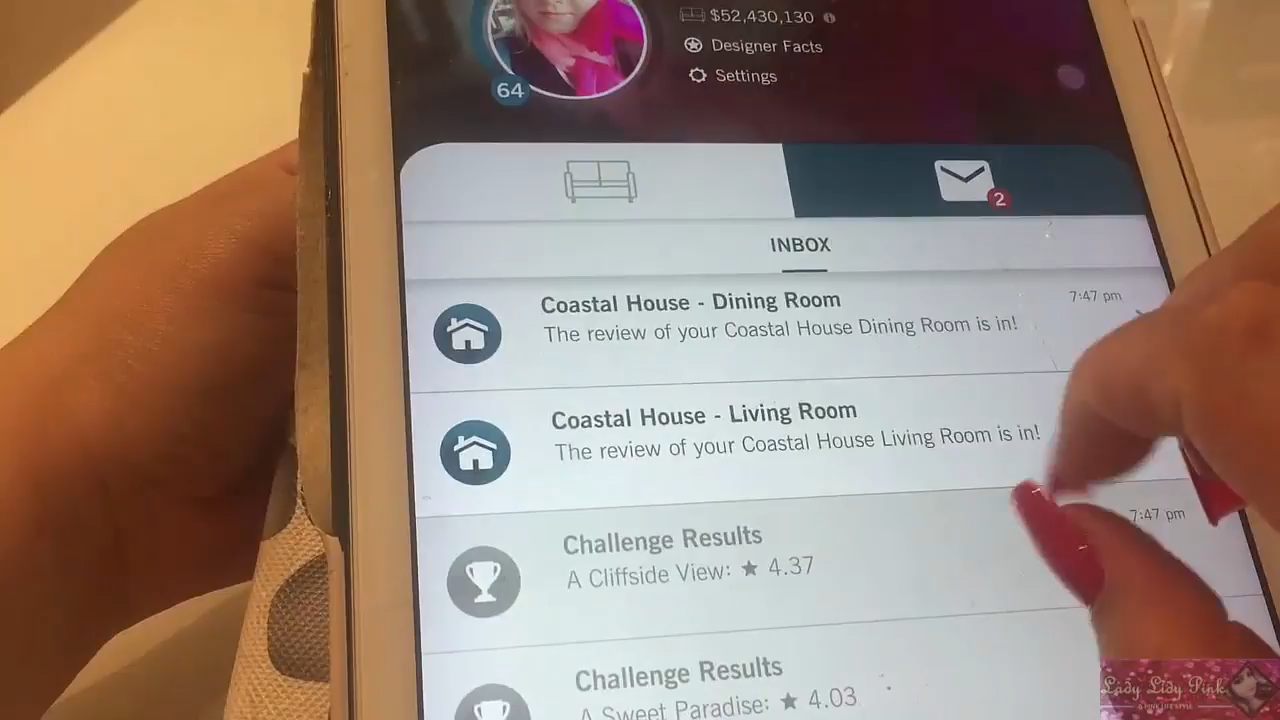 $52,430,130
Designer Facts
Settings
64
2
INBOX
Coastal House - Dining Room
7:47 pm
The review of your Coastal House Dining Room is in!
Coastal House - Living Room
The review of your Coastal House Living Room is in!
Challenge Results
7:47 pm
A Cliffside View: ★ 4.37
Challenge Results
A Sweet Paradise: ★ 4.03
Lady Lidy Pink